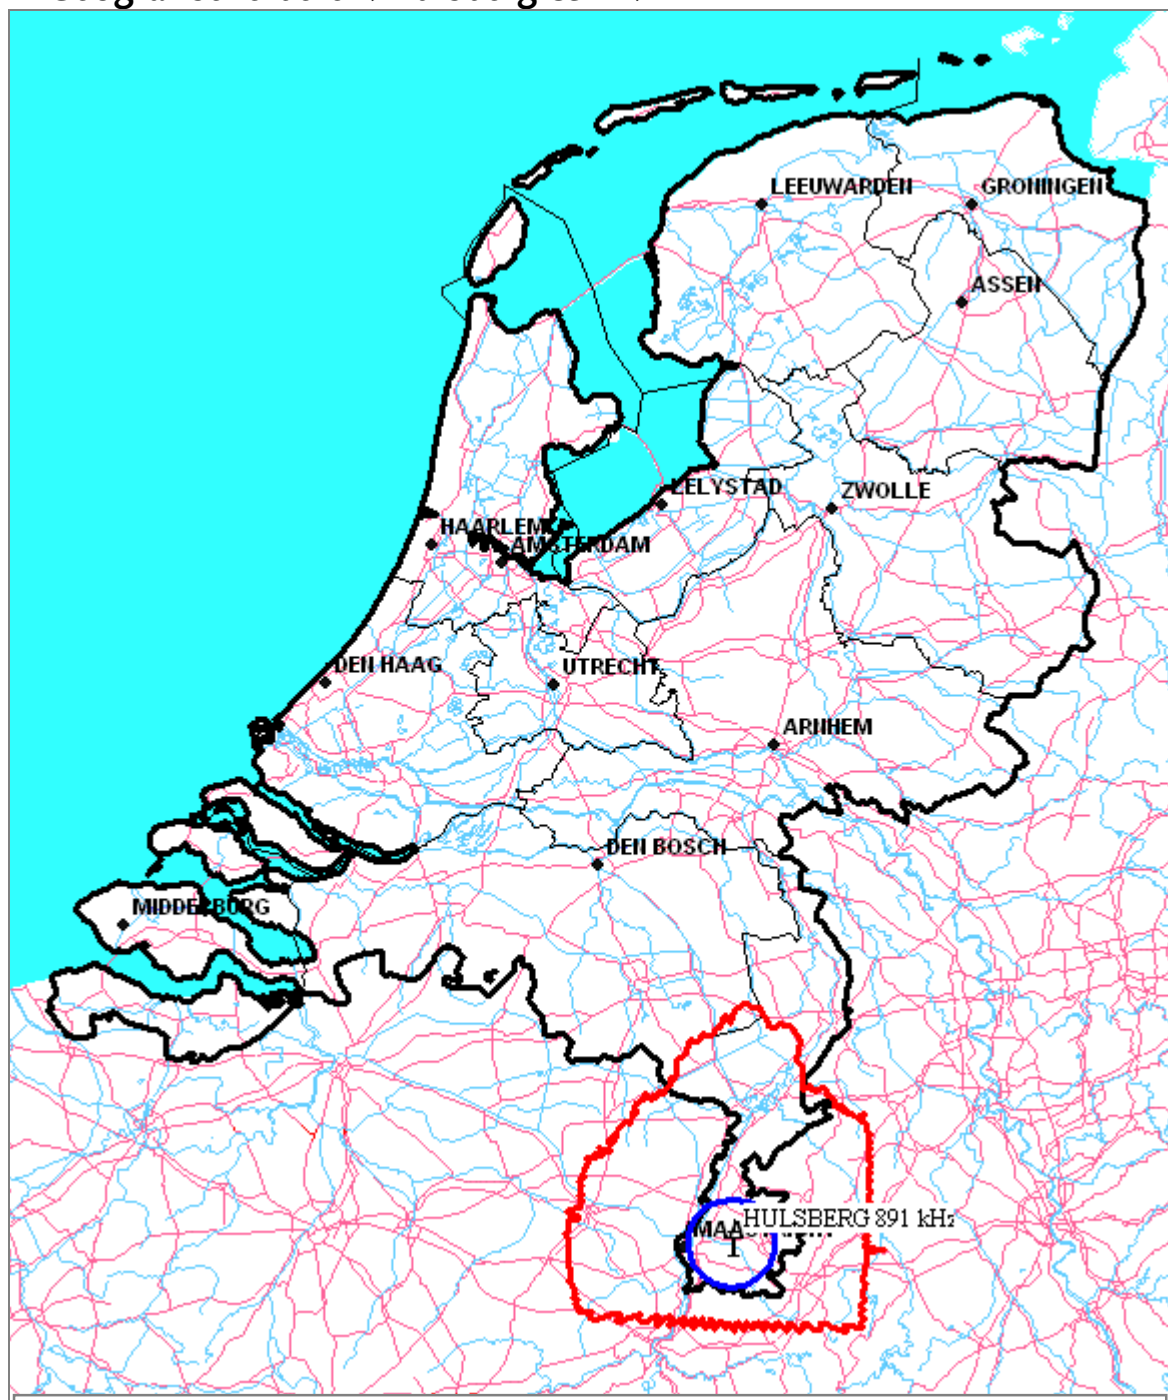 LEEUWARDEN
GRONINGEN
ASSEN
LELYSTAD
ZWOLLE
HAARLEM
AMSTERDAM
DEN HAAG
UTRECHT
ARNHEM
DEN BOSCH
MIDDELBURG
HULSBERG 891 kHz